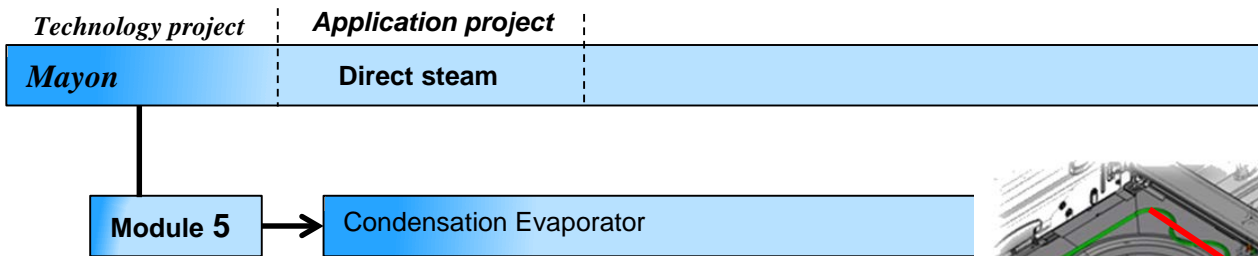 Technology project Application project
Mayon Direct steam
Module 5 Condensation Evaporator